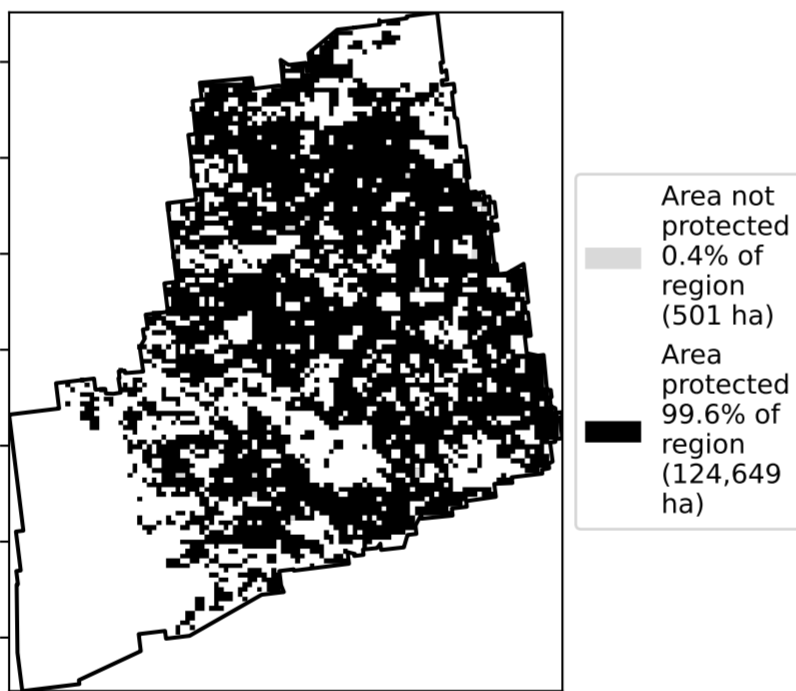 Area not
protected
0.4% of
region
(501 ha)
Area
protected
99.6% of
region
(124,649
ha)